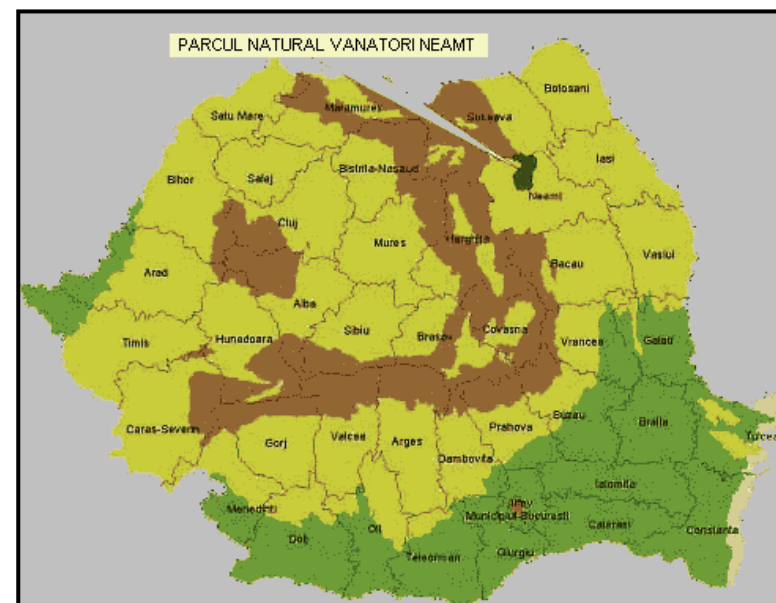 PARCUL NATURAL VANATORI NEAMT
Botosani
Maramures
Suceava
Satu Mare
Iasi
Salaj
Bistrita-Nasaud
Bihor
Neamt
Cluj
Mures
Harghita
Vaslui
Bacau
Arad
Alba
Sibiu
Covasna
Brasov
Timis
Hunedoara
Vrancea
Galati
Buzau
Braila
Caras-Severin
Prahova
Valcea
Arges
Gorj
Tulcea
Dambovita
Ialomita
Ilfov
Municipiul Bucuresti
Calarasi
Constanta
Mehedinti
Olt
Dolj
Teleorman
Giurgiu